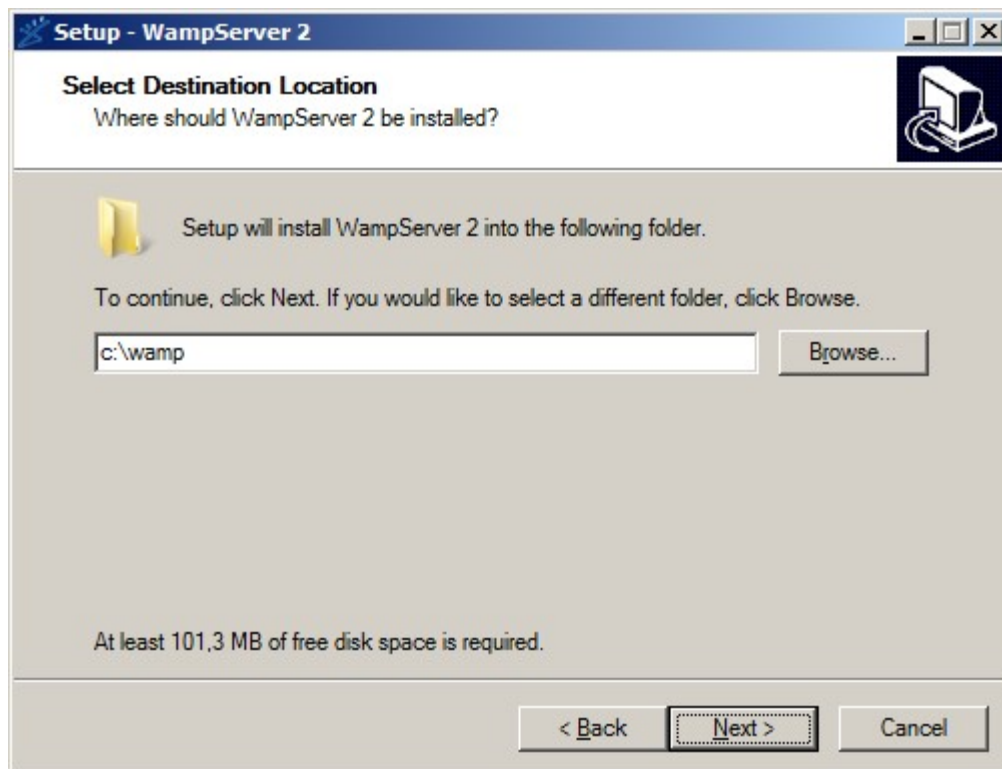 Setup - WampServer 2
Select Destination Location
Where should WampServer 2 be installed?
Setup will install WampServer 2 into the following folder.
To continue, click Next. If you would like to select a different folder, click Browse.
c:\wamp
Browse...
At least 101,3 MB of free disk space is required.
< Back
Next >
Cancel